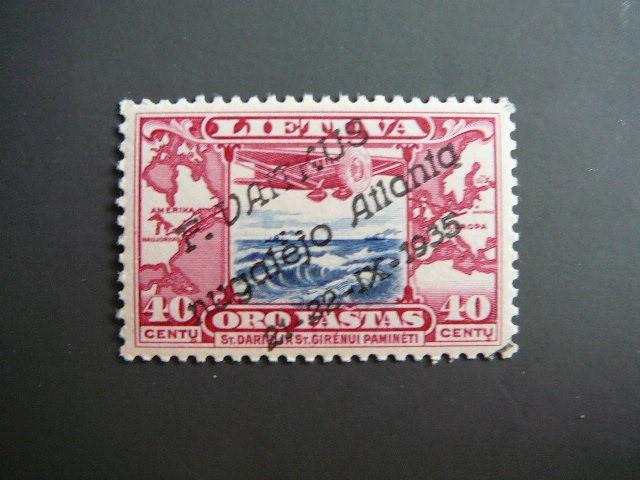 LIETUVA
F. VAITKUS
nugalėjo Atlantą
21-22-IX-1935
AMERIKA
NAUJORKAS
EUROPA
40 40
CENTŲ CENTŲ
ORO PAŠTAS
ST. DARIUI IR ST. GIRĖNUI PAMINĖTI